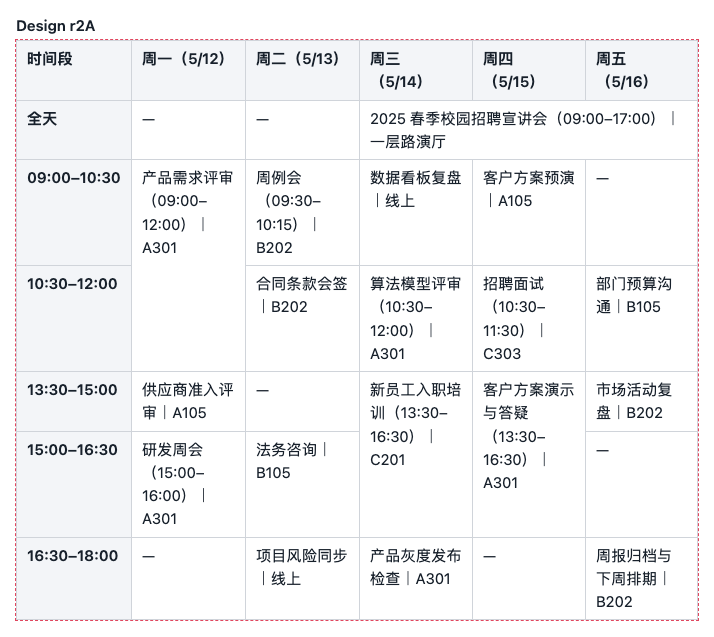 Design r2A
时间段
周一（5/12）
周二（5/13）
周三
（5/14）
周四
（5/15）
周五
（5/16）
全天
—
—
2025 春季校园招聘宣讲会（09:00–17:00）｜
一层路演厅
09:00–10:30
产品需求评审
（09:00–
12:00）｜
A301
周例会
（09:30–
10:15）｜
B202
数据看板复盘
｜线上
客户方案预演
｜A105
—
10:30–12:00
合同条款会签
｜B202
算法模型评审
（10:30–
12:00）｜
A301
招聘面试
（10:30–
11:30）｜
C303
部门预算沟
通｜B105
13:30–15:00
供应商准入评
审｜A105
—
新员工入职培
训（13:30–
16:30）｜
C201
客户方案演示
与答疑
（13:30–
16:30）｜
A301
市场活动复
盘｜B202
15:00–16:30
研发周会
（15:00–
16:00）｜
A301
法务咨询｜
B105
—
16:30–18:00
—
项目风险同步
｜线上
产品灰度发布
检查｜A301
—
周报归档与
下周排期｜
B202